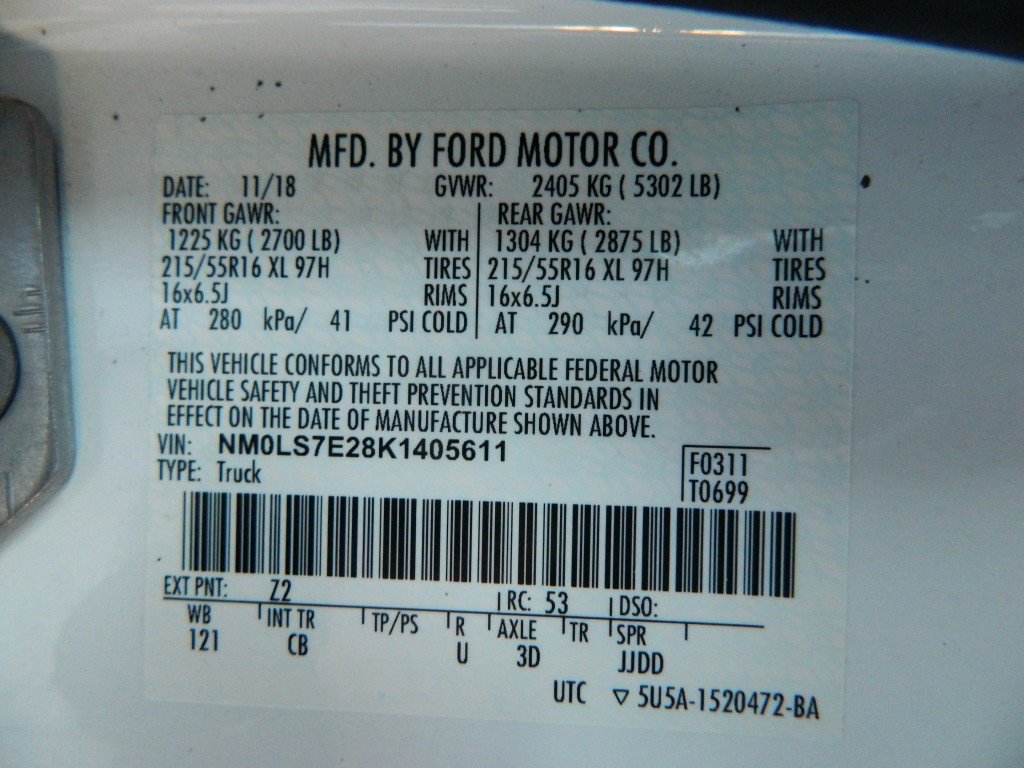 MFD. BY FORD MOTOR CO.
DATE: 11/18 GVWR: 2405 KG ( 5302 LB)
FRONT GAWR: REAR GAWR:
1225 KG ( 2700 LB) WITH 1304 KG ( 2875 LB) WITH
215/55R16 XL 97H TIRES 215/55R16 XL 97H TIRES
16x6.5J RIMS 16x6.5J RIMS
AT 280 kPa/ 41 PSI COLD AT 290 kPa/ 42 PSI COLD
THIS VEHICLE CONFORMS TO ALL APPLICABLE FEDERAL MOTOR
VEHICLE SAFETY AND THEFT PREVENTION STANDARDS IN
EFFECT ON THE DATE OF MANUFACTURE SHOWN ABOVE.
VIN: NM0LS7E28K1405611
F0311
TYPE: Truck
T0699
EXT PNT: Z2 RC: 53 DSO:
WB INT TR TP/PS R AXLE TR SPR
121 CB U 3D JJDD
UTC ▽ 5U5A-1520472-BA